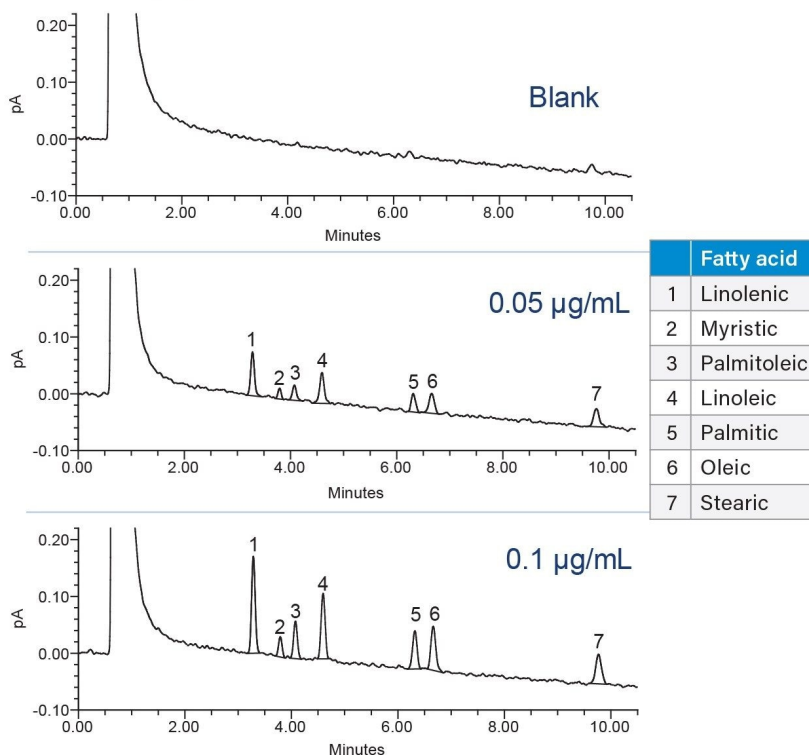 0.20
0.10
0.00
-0.10
pA
Blank
0.00 2.00 4.00 6.00 8.00 10.00
Minutes
0.20
0.10
0.00
-0.10
pA
0.05 µg/mL
1 2 3 4 5 6 7
0.00 2.00 4.00 6.00 8.00 10.00
Minutes
0.20
0.10
0.00
-0.10
pA
0.1 µg/mL
1 2 3 4 5 6 7
0.00 2.00 4.00 6.00 8.00 10.00
Minutes
Fatty acid
1 Linolenic
2 Myristic
3 Palmitoleic
4 Linoleic
5 Palmitic
6 Oleic
7 Stearic